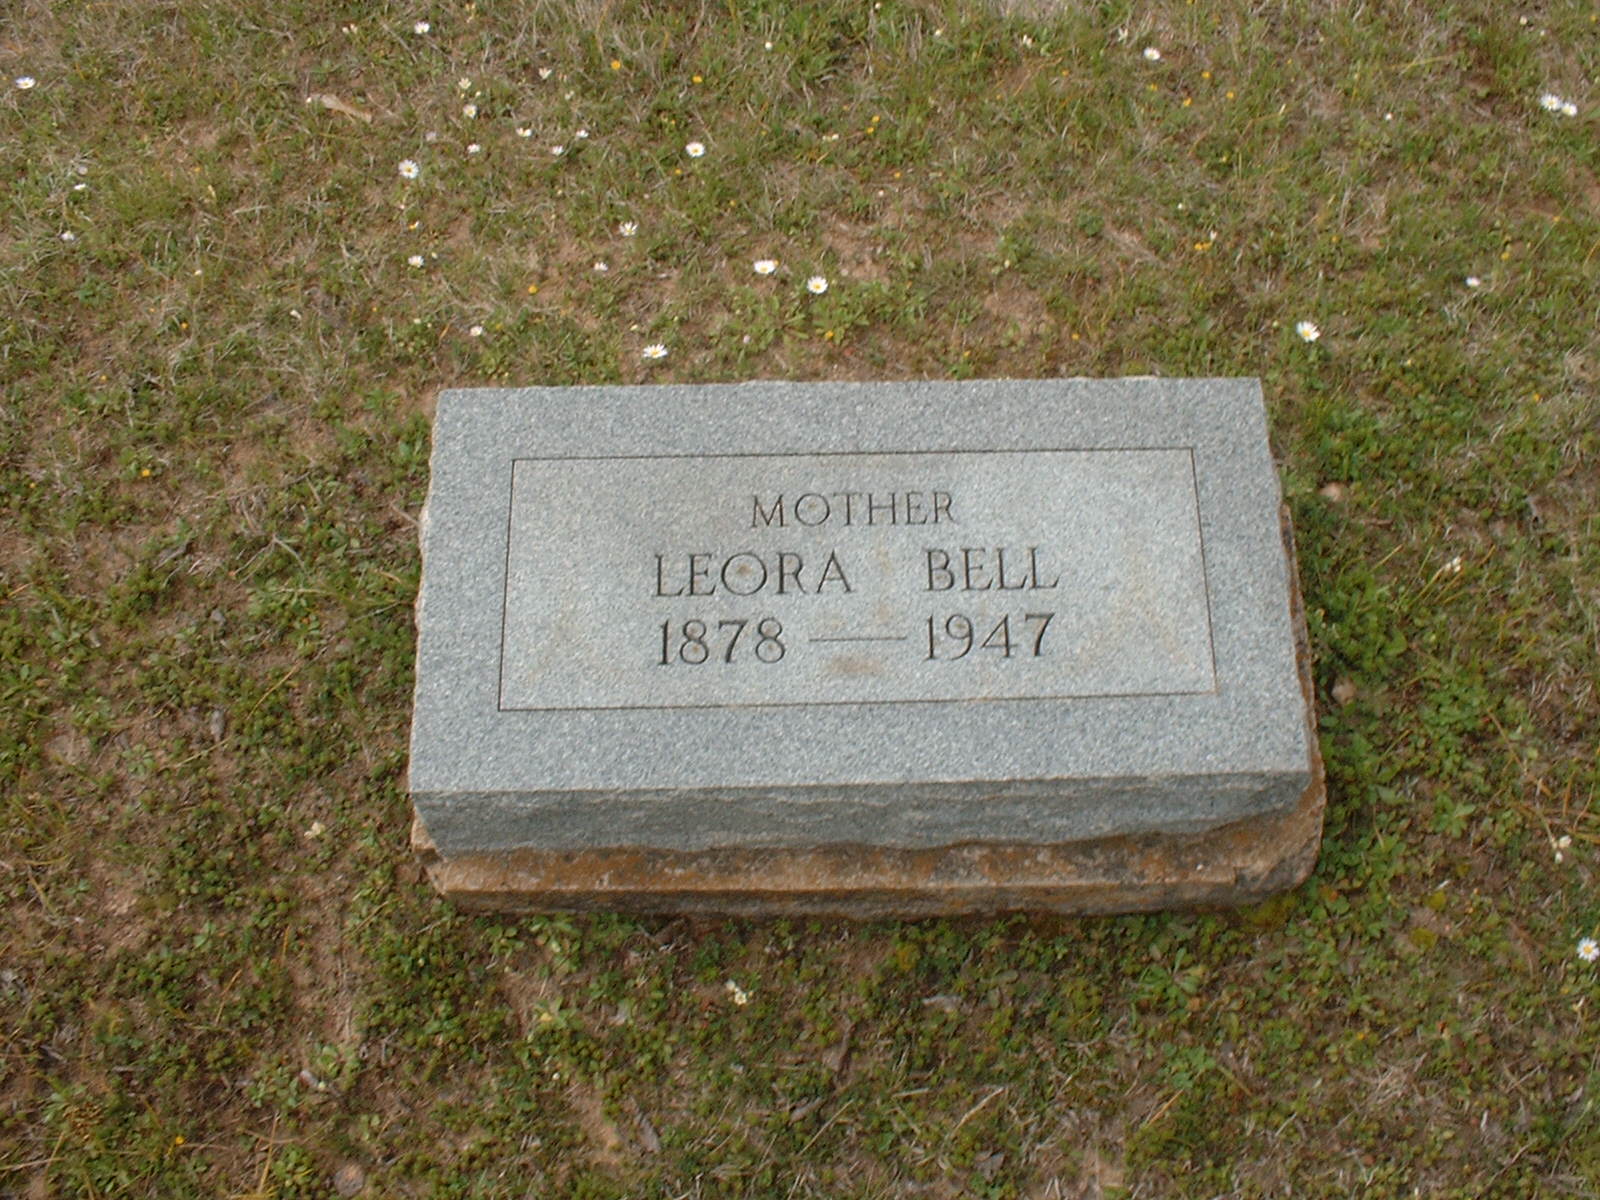 MOTHER
LEORA BELL
1878 — 1947